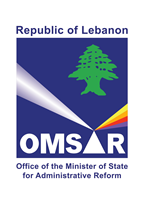 Republic of Lebanon
OMSAR
Office of the Minister of State
for Administrative Reform